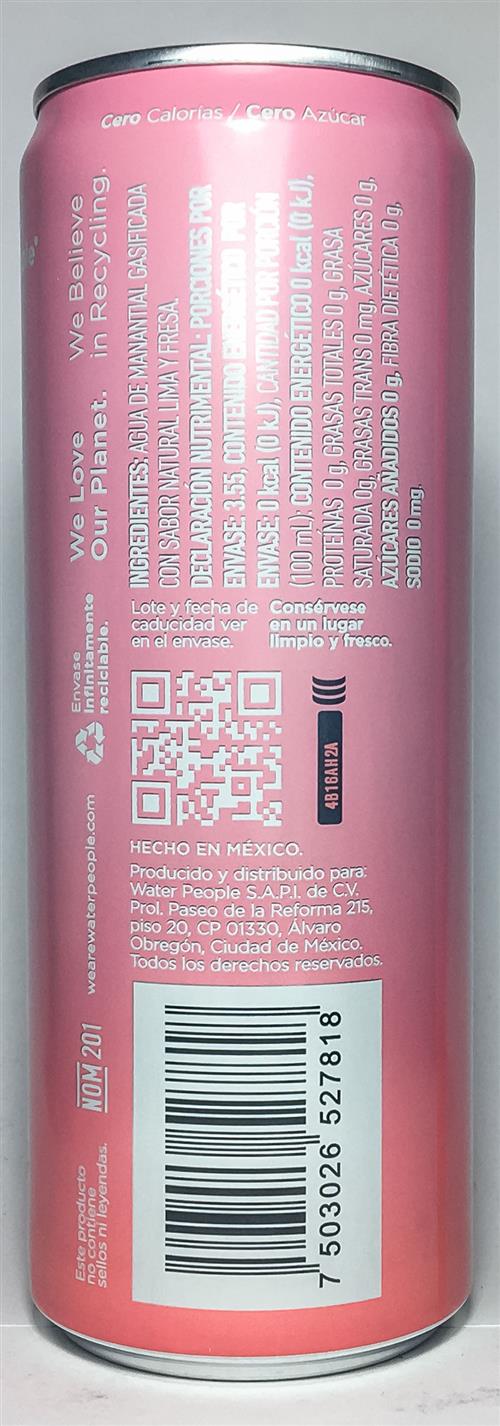 Cero Calorías / Cero Azúcar
We Love
Our Planet.
We Believe
in Recycling.
Envase
infinitamente
reciclable.
wearewaterpeople.com
NOM 201
Este producto
no contiene
sellos ni leyendas.
INGREDIENTES: AGUA DE MANANTIAL GASIFICADA
CON SABOR NATURAL LIMA Y FRESA.
DECLARACIÓN NUTRIMENTAL: PORCIONES POR
ENVASE: 3.55, CONTENIDO ENERGÉTICO POR
ENVASE: 0 kcal (0 kJ), CANTIDAD POR PORCIÓN
(100 mL): CONTENIDO ENERGÉTICO 0 kcal (0 kJ),
PROTEÍNAS 0 g, GRASAS TOTALES 0 g, GRASA
SATURADA 0g, GRASAS TRANS 0 mg, AZÚCARES 0 g,
AZÚCARES AÑADIDOS 0 g, FIBRA DIETÉTICA 0 g,
SODIO 0 mg.
Lote y fecha de
caducidad ver
en el envase.
Consérvese
en un lugar
limpio y fresco.
4B16AH2A
HECHO EN MÉXICO.
Producido y distribuido para:
Water People S.A.P.I. de C.V.
Prol. Paseo de la Reforma 215,
piso 20, CP 01330, Álvaro
Obregón, Ciudad de México.
Todos los derechos reservados.
7 503026 527818